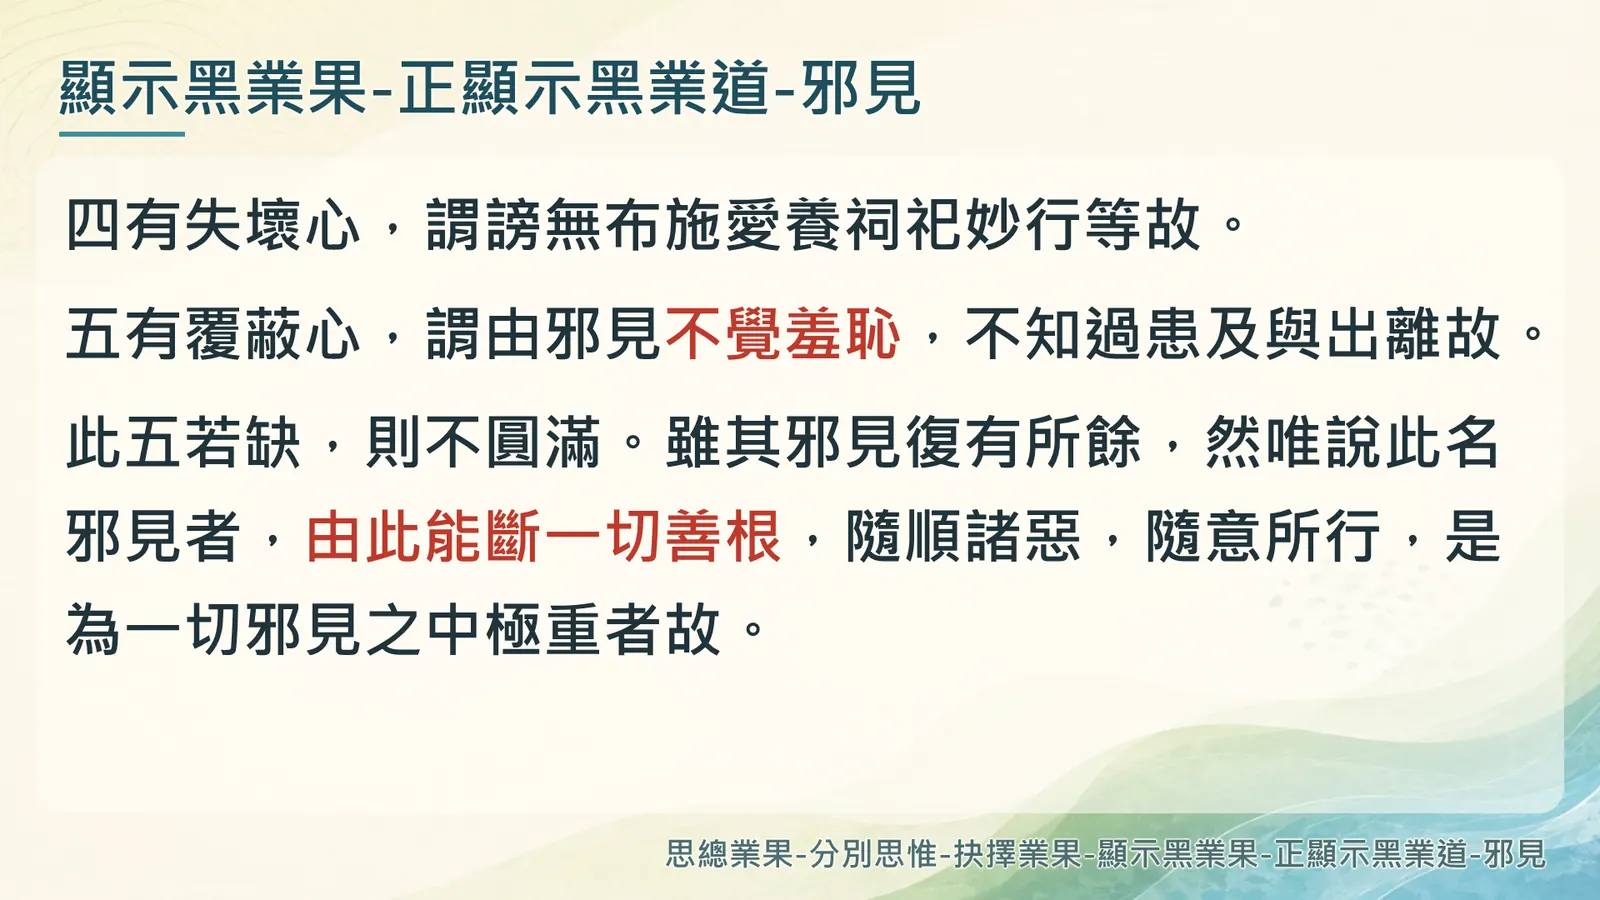 顯示黑業果-正顯示黑業道-邪見
四有失壞心，謂謗無布施愛養祠祀妙行等故。
五有覆蔽心，謂由邪見不覺羞恥，不知過患及與出離故。
此五若缺，則不圓滿。雖其邪見復有所餘，然唯說此名
邪見者，由此能斷一切善根，隨順諸惡，隨意所行，是
為一切邪見之中極重者故。
思總業果-分別思惟-抉擇業果-顯示黑業果-正顯示黑業道-邪見